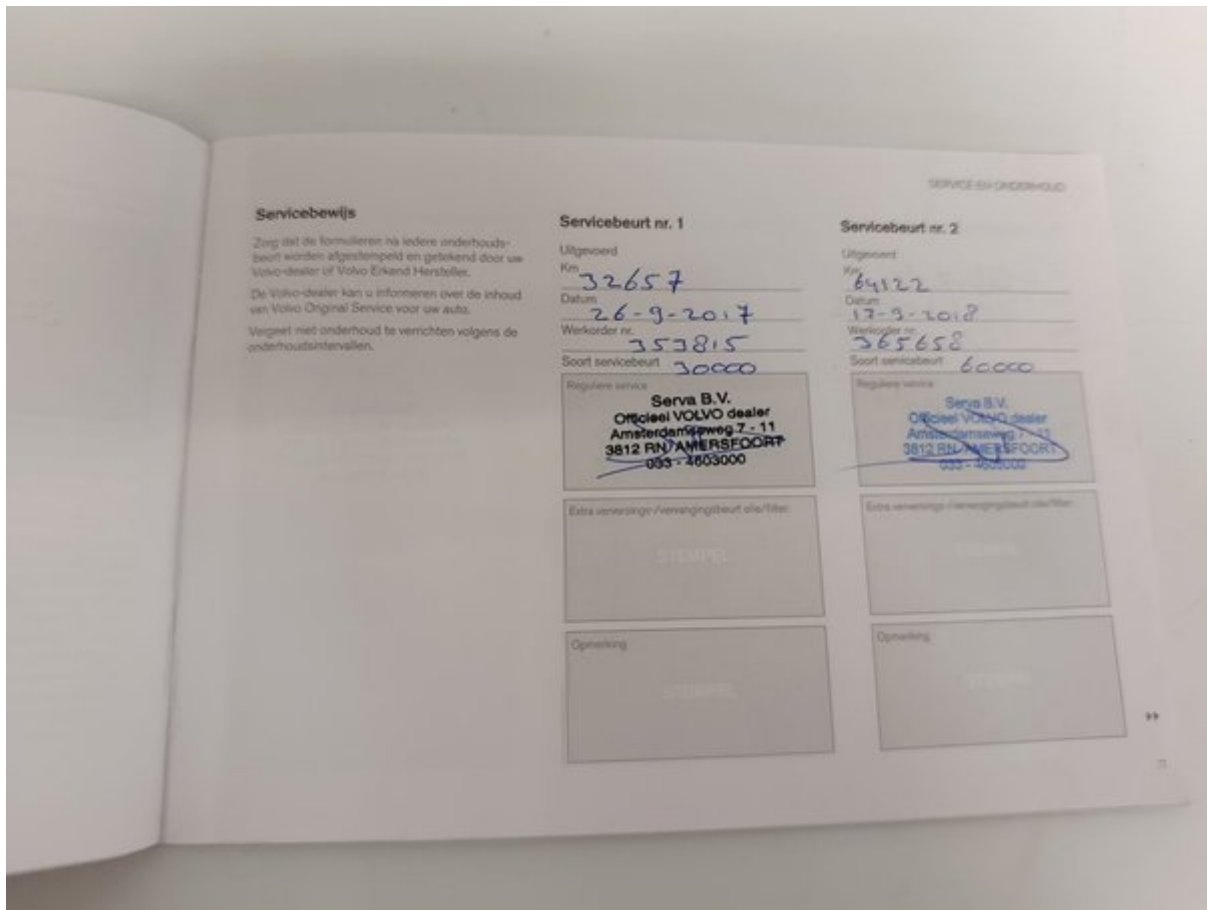 SERVICE EN ONDERHOUD
Servicebewijs
Zorg dat de formulieren na iedere onderhouds-
beurt worden afgestempeld en getekend door uw
Volvo-dealer of Volvo Erkend Hersteller.
De Volvo-dealer kan u informeren over de inhoud
van Volvo Original Service voor uw auto.
Vergeet niet onderhoud te verrichten volgens de
onderhoudsintervallen.
Servicebeurt nr. 1
Uitgevoerd
Km 32657
Datum 26-9-2017
Werkorder nr. 353815
Soort servicebeurt 30000
Reguliere service
Serva B.V.
Officieel VOLVO dealer
Amsterdamseweg 7 - 11
3812 RN AMERSFOORT
033 - 4603000
Extra verversings-/vervangingsbeurt olie/filter:
STEMPEL
Opmerking
STEMPEL
Servicebeurt nr. 2
Uitgevoerd
Km 64122
Datum 17-9-2018
Werkorder nr. 365658
Soort servicebeurt 60000
Reguliere service
Serva B.V.
Officieel VOLVO dealer
Amsterdamseweg 7 - 11
3812 RN AMERSFOORT
033 - 4603000
Extra verversings-/vervangingsbeurt olie/filter:
STEMPEL
Opmerking
STEMPEL